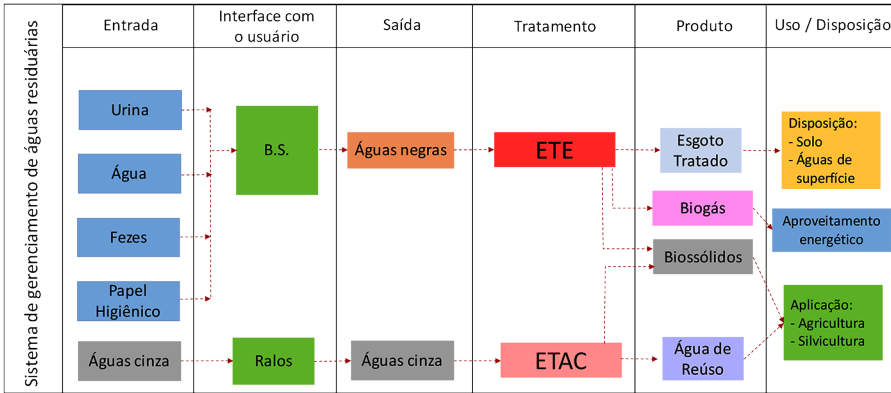 Sistema de gerenciamento de águas residuárias
Entrada
Interface com
o usuário
Saída
Tratamento
Produto
Uso / Disposição
Urina
Água
Fezes
Papel
Higiênico
Águas cinza
B.S.
Ralos
Águas negras
Águas cinza
ETE
ETAC
Esgoto
Tratado
Biogás
Biossólidos
Água de
Reúso
Disposição:
- Solo
- Águas de
superfície
Aproveitamento
energético
Aplicação:
- Agricultura
- Silvicultura